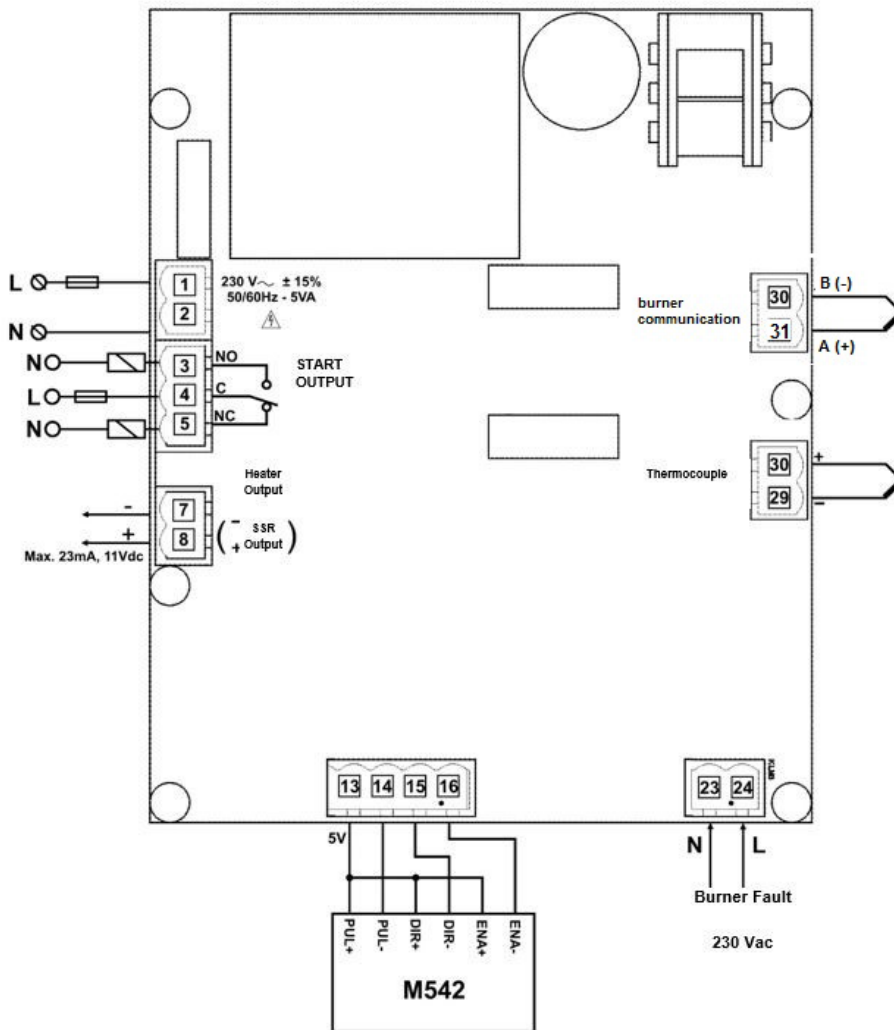 L
1
230 V~ ± 15%
50/60Hz - 5VA
2
N
N
3
NO
START
OUTPUT
L
4
C
N
5
NC
burner
communication
30
B (-)
31
A (+)
Thermocouple
30
+
29
–
Heater
Output
-
7
+
8
(- SSR
+ Output)
Max. 23mA, 11Vdc
13
14
15
16
23
24
KLMB
5V
N
L
Burner Fault
230 Vac
PUL+
PUL-
DIR+
DIR-
ENA+
ENA-
M542